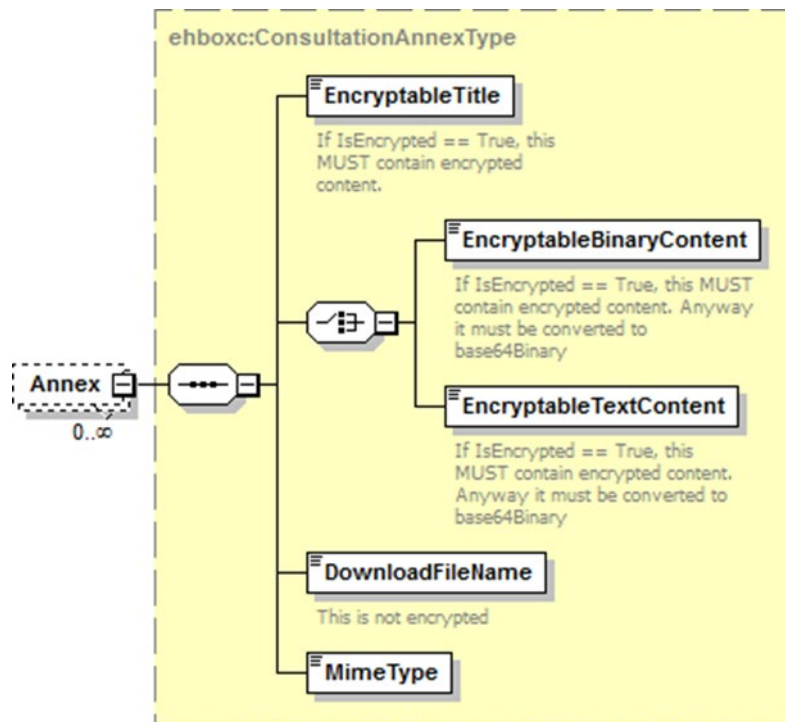 ehboxc:ConsultationAnnexType
EncryptableTitle
If IsEncrypted == True, this
MUST contain encrypted
content.
EncryptableBinaryContent
If IsEncrypted == True, this MUST
contain encrypted content. Anyway
it must be converted to
base64Binary
Annex
0..∞
EncryptableTextContent
If IsEncrypted == True, this
MUST contain encrypted content.
Anyway it must be converted to
base64Binary
DownloadFileName
This is not encrypted
MimeType